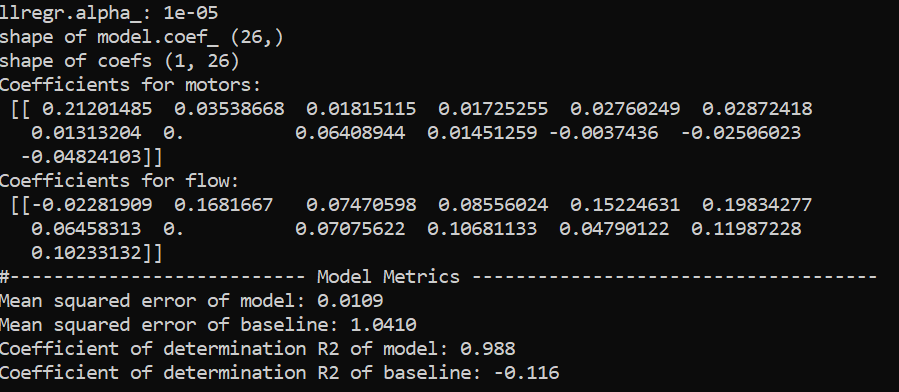 llregr.alpha_: 1e-05
shape of model.coef_ (26,)
shape of coefs (1, 26)
Coefficients for motors:
[[ 0.21201485 0.03538668 0.01815115 0.01725255 0.02760249 0.02872418
0.01313204 0. 0.06408944 0.01451259 -0.0037436 -0.02506023
-0.04824103]]
Coefficients for flow:
[[-0.02281909 0.1681667 0.07470598 0.08556024 0.15224631 0.19834277
0.06458313 0. 0.07075622 0.10681133 0.04790122 0.11987228
0.10233132]]
#--------------------------- Model Metrics -------------------------------------
Mean squared error of model: 0.0109
Mean squared error of baseline: 1.0410
Coefficient of determination R2 of model: 0.988
Coefficient of determination R2 of baseline: -0.116